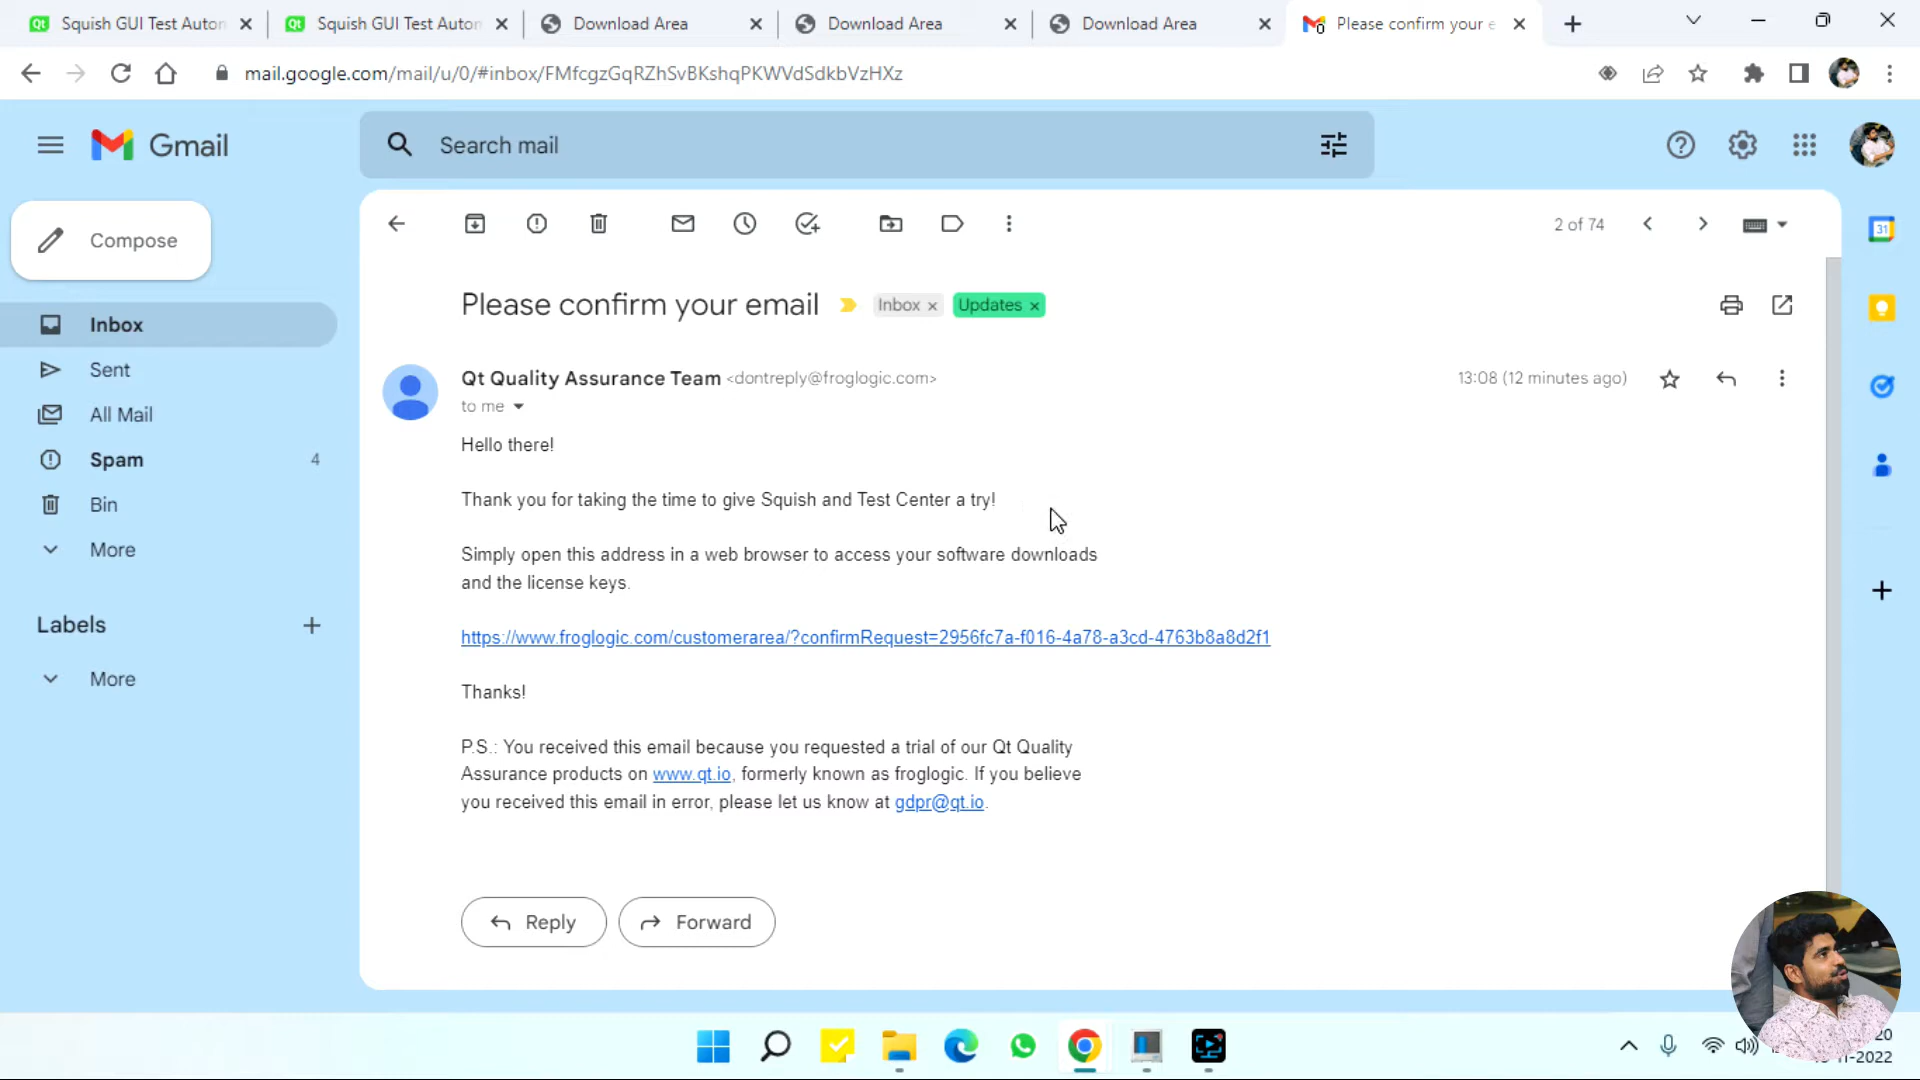 Squish GUI Test Autom
Squish GUI Test Autom
Download Area
Download Area
Download Area
Please confirm your e
mail.google.com/mail/u/0/#inbox/FMfcgzGqRZhSvBKshqPKWVdSdkbVzHXz
Gmail
Search mail
Compose
2 of 74
31
Please confirm your email
Inbox
Updates
Inbox
Sent
All Mail
Spam
4
Bin
More
Labels
More
Qt Quality Assurance Team <dontreply@froglogic.com>
13:08 (12 minutes ago)
to me
Hello there!
Thank you for taking the time to give Squish and Test Center a try!
Simply open this address in a web browser to access your software downloads
and the license keys.
https://www.froglogic.com/customerarea/?confirmRequest=2956fc7a-f016-4a78-a3cd-4763b8a8d2f1
Thanks!
P.S.: You received this email because you requested a trial of our Qt Quality
Assurance products on www.qt.io, formerly known as froglogic. If you believe
you received this email in error, please let us know at gdpr@qt.io.
Reply
Forward